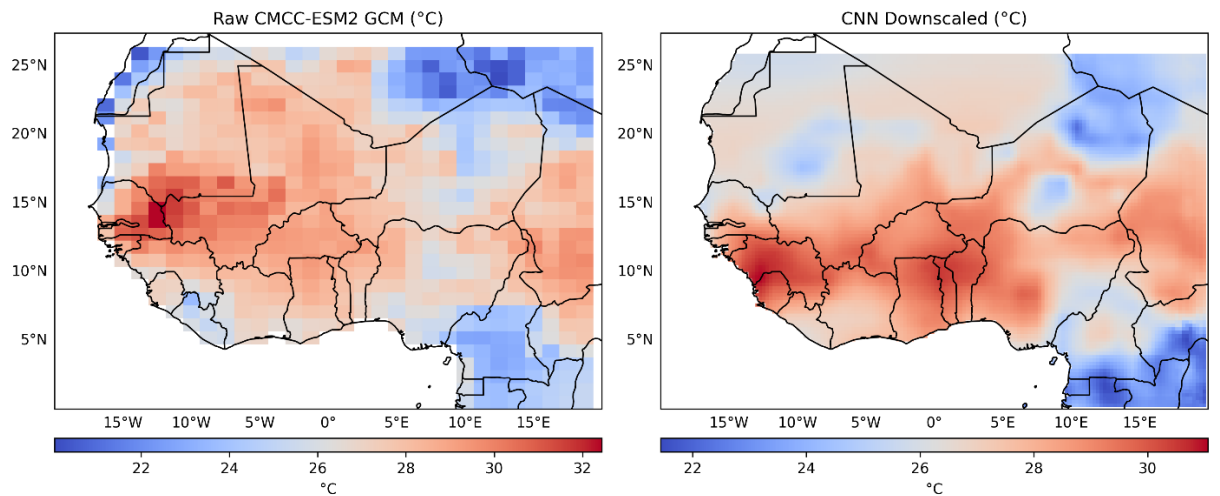 Raw CMCC-ESM2 GCM (°C)
CNN Downscaled (°C)
25°N
20°N
15°N
10°N
5°N
15°W 10°W 5°W 0° 5°E 10°E 15°E
22 24 26 28 30 32
°C
25°N
20°N
15°N
10°N
5°N
15°W 10°W 5°W 0° 5°E 10°E 15°E
22 24 26 28 30
°C